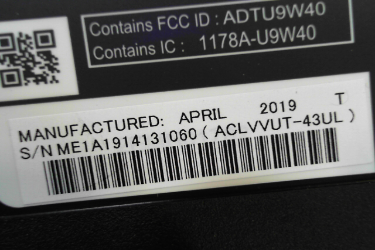 Contains FCC ID : ADTU9W40
Contains IC : 1178A-U9W40
MANUFACTURED: APRIL 2019 T
S/N ME1A1914131060 ( ACLVVUT-43UL )